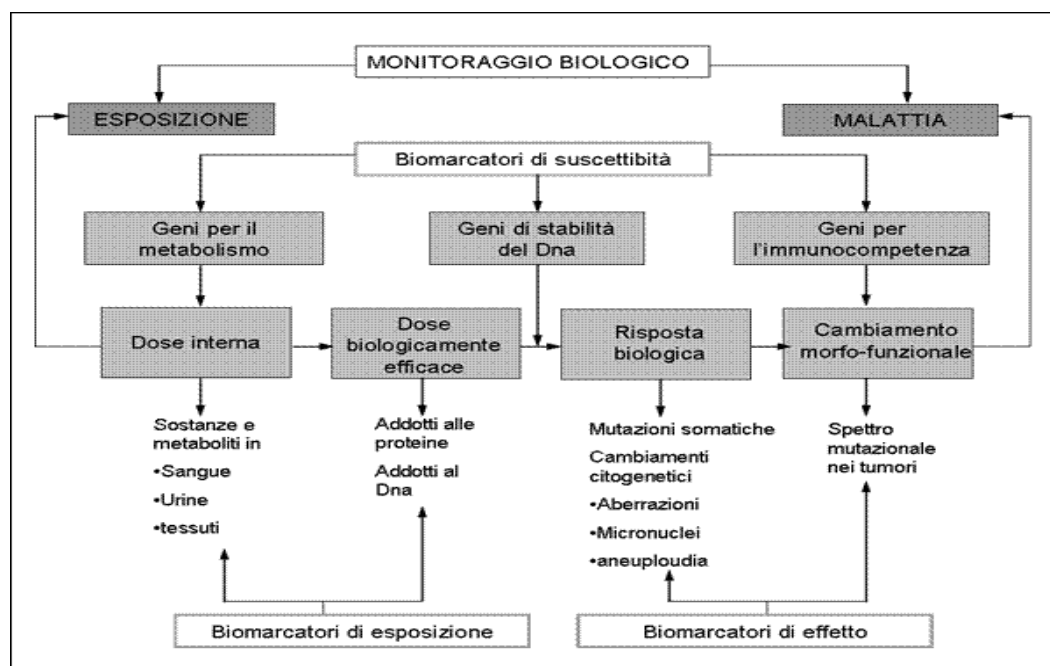 MONITORAGGIO BIOLOGICO
ESPOSIZIONE
MALATTIA
Biomarcatori di suscettibità
Geni per il
metabolismo
Geni di stabilità
del Dna
Geni per
l'immunocompetenza
Dose interna
Dose
biologicamente
efficace
Risposta
biologica
Cambiamento
morfo-funzionale
Sostanze e
metaboliti in
•Sangue
•Urine
•tessuti
Addotti alle
proteine
Addotti al
Dna
Mutazioni somatiche
Cambiamenti
citogenetici
•Aberrazioni
•Micronuclei
•aneuploudia
Spettro
mutazionale
nei tumori
Biomarcatori di esposizione
Biomarcatori di effetto